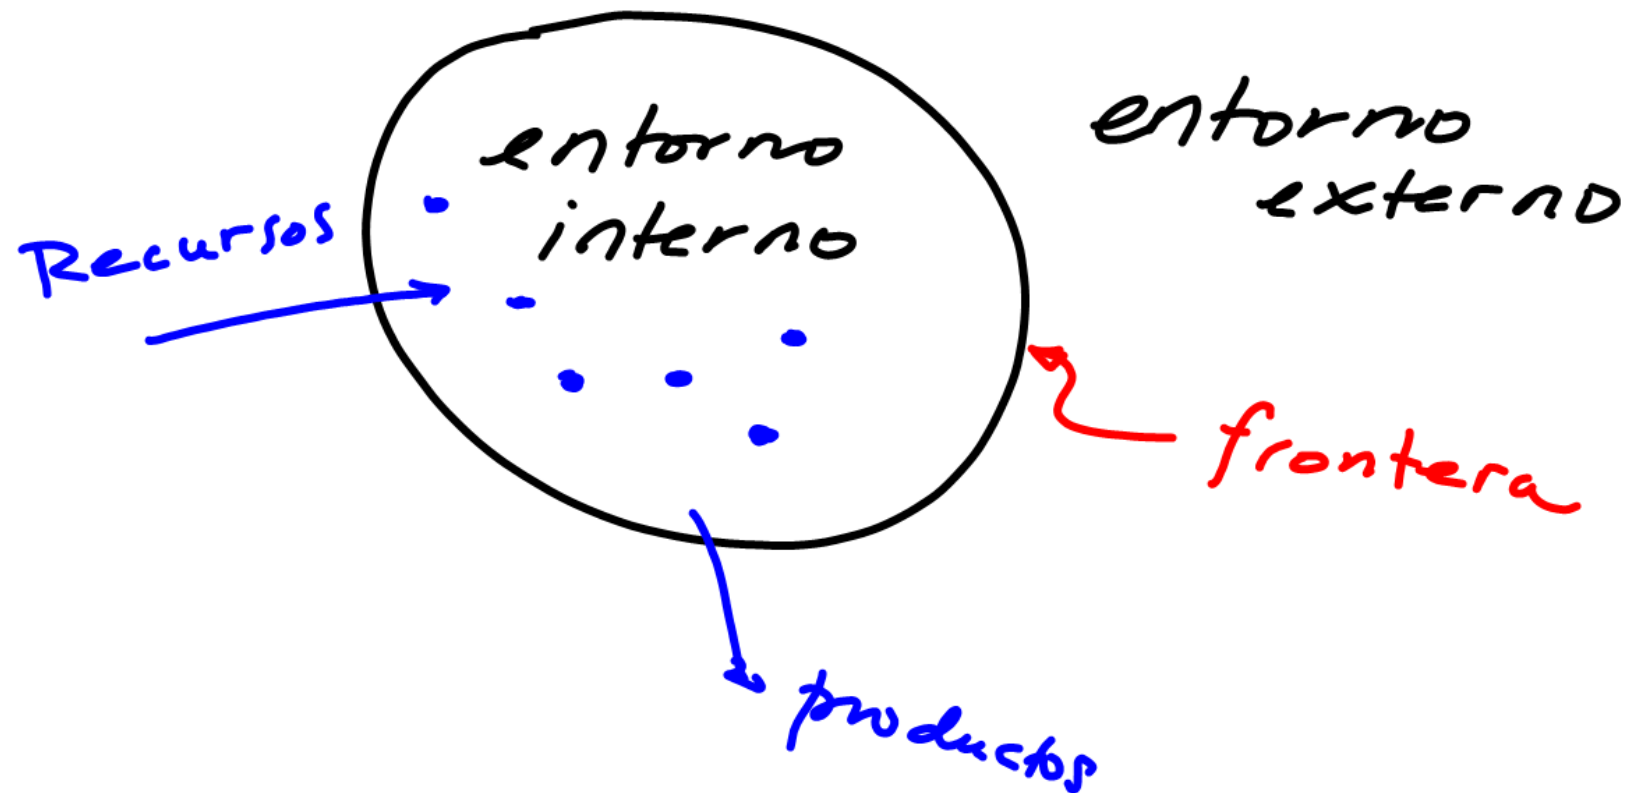 entorno
interno
entorno
externo
Recursos
frontera
productos